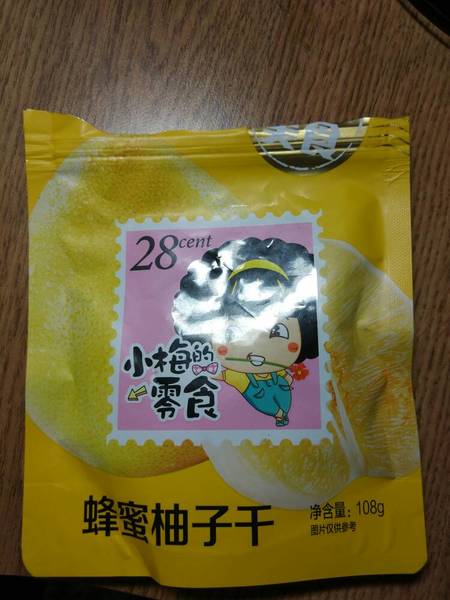 28cent
小梅的
零食
蜂蜜柚子干
净含量：108g
图片仅供参考